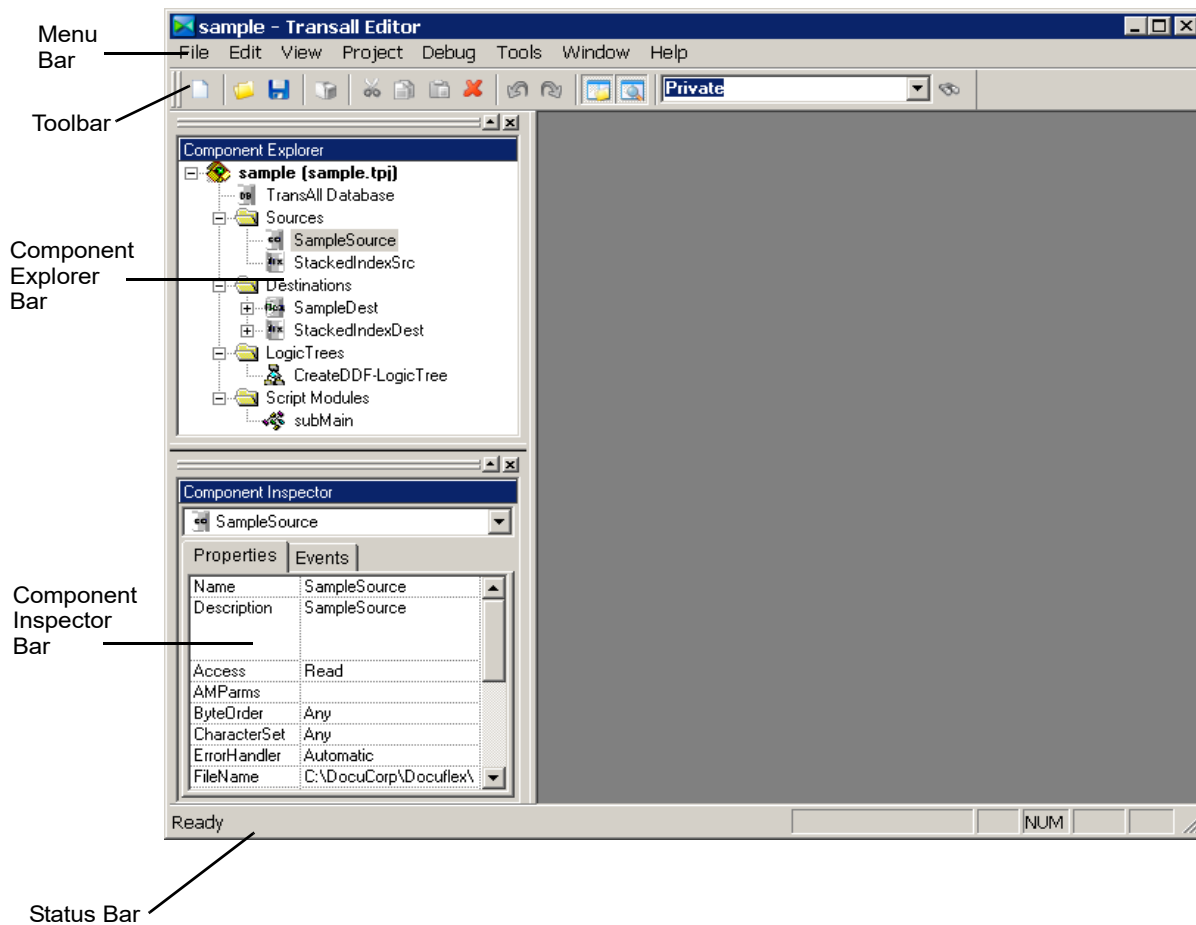 sample - Transall Editor
Menu Bar
File Edit View Project Debug Tools Window Help
Private
Toolbar
Component Explorer
sample (sample.tpj)
TransAll Database
Sources
SampleSource
StackedIndexSrc
Component Explorer Bar
Destinations
SampleDest
StackedIndexDest
LogicTrees
CreateDDF-LogicTree
Script Modules
subMain
Component Inspector
SampleSource
Properties Events
Name SampleSource
Description SampleSource
Component Inspector Bar
Access Read
AMParms
ByteOrder Any
CharacterSet Any
ErrorHandler Automatic
FileName C:\DocuCorp\Docuflex\
Ready NUM
Status Bar